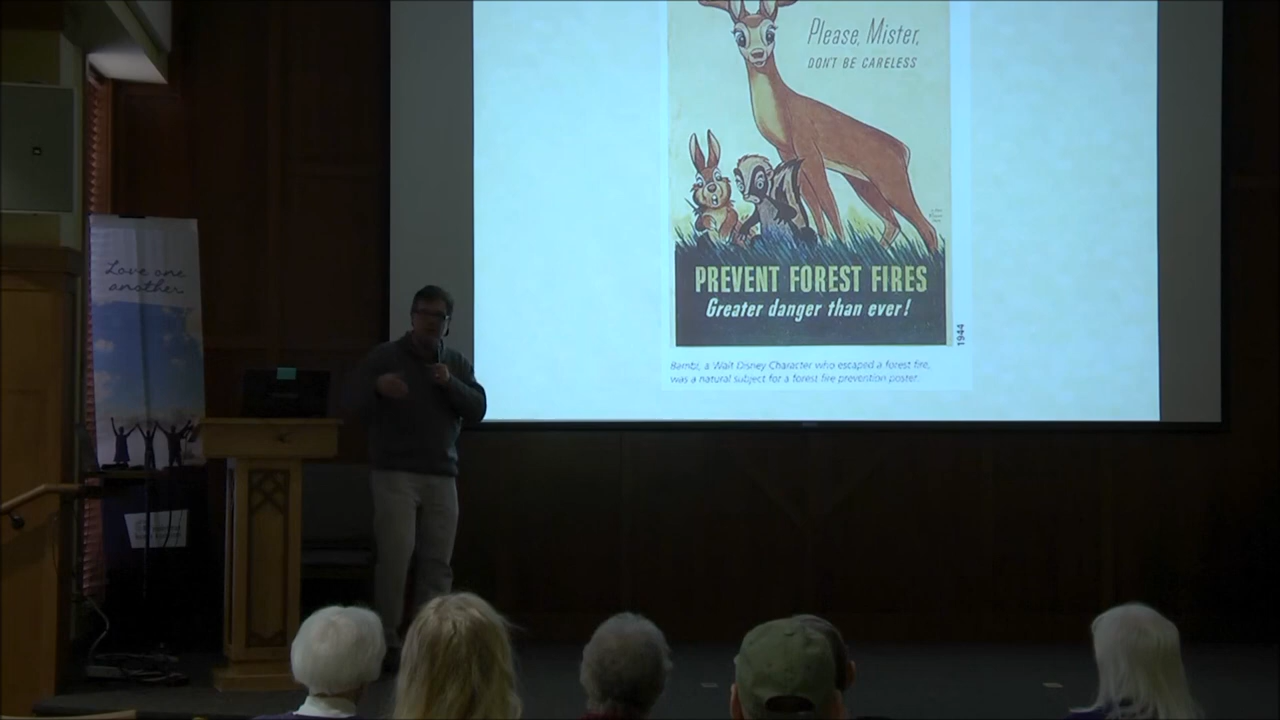 Please, Mister,
DON'T BE CARELESS
PREVENT FOREST FIRES
Greater danger than ever!
1944
Bambi, a Walt Disney Character who escaped a forest fire,
was a natural subject for a forest fire prevention poster.
Love one
another.